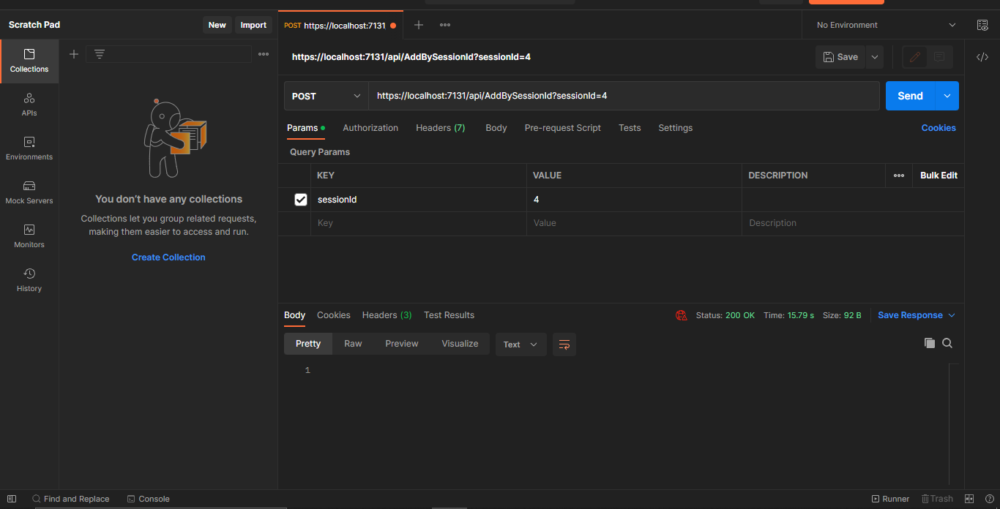 Scratch Pad
New
Import
POST https://localhost:7131
No Environment
Collections
APIs
Environments
Mock Servers
Monitors
History
You don't have any collections
Collections let you group related requests,
making them easier to access and run.
Create Collection
https://localhost:7131/api/AddBySessionId?sessionId=4
Save
POST
https://localhost:7131/api/AddBySessionId?sessionId=4
Send
Params
Authorization
Headers (7)
Body
Pre-request Script
Tests
Settings
Cookies
Query Params
KEY
VALUE
DESCRIPTION
Bulk Edit
sessionId
4
Key
Value
Description
Body
Cookies
Headers (3)
Test Results
Status: 200 OK
Time: 15.79 s
Size: 92 B
Save Response
Pretty
Raw
Preview
Visualize
Text
1
Find and Replace
Console
Runner
Trash